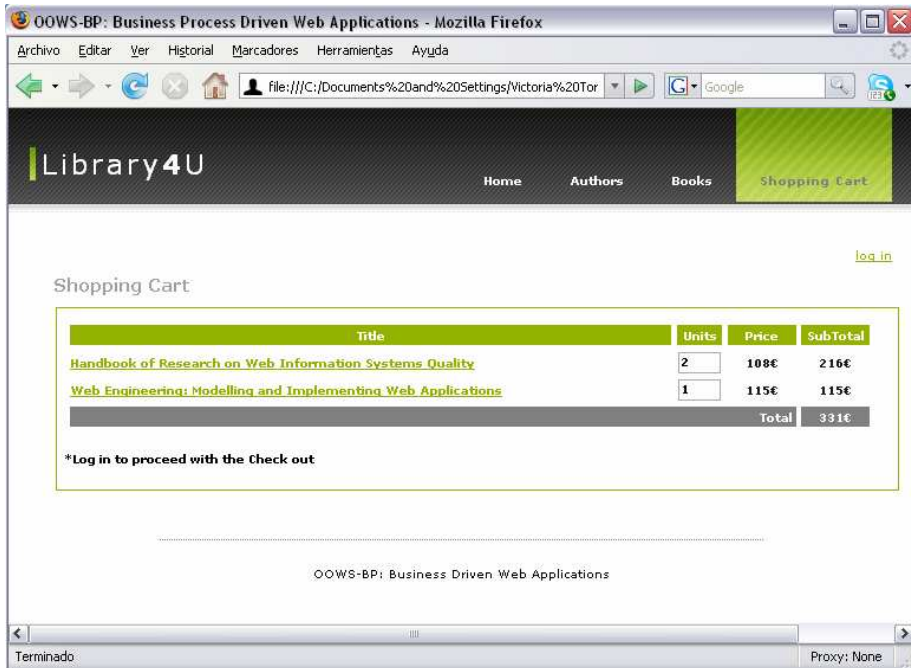 OOWS-BP: Business Process Driven Web Applications - Mozilla Firefox
Archivo Editar Ver Historial Marcadores Herramientas Ayuda
file:///C:/Documents%20and%20Settings/Victoria%20Tor G Google
Library4U
Home Authors Books Shopping Cart
log in
Shopping Cart
Title Units Price SubTotal
Handbook of Research on Web Information Systems Quality 2 108€ 216€
Web Engineering: Modelling and Implementing Web Applications 1 115€ 115€
Total 331€
*Log in to proceed with the Check out
OOWS-BP: Business Driven Web Applications
Terminado Proxy: None